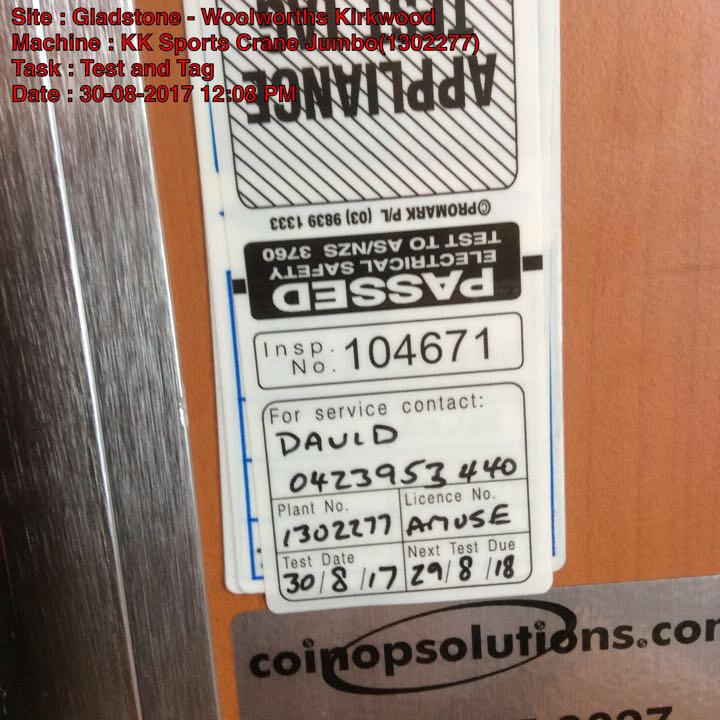 Site : Gladstone - Woolworths Kirkwood
Machine : KK Sports Crane Jumbo(1302277)
Task : Test and Tag
Date : 30-08-2017 12:08 PM
TEST TAG
APPLIANCE
©PROMARK P/L (03) 9839 1333
TEST TO AS/NZS 3760
ELECTRICAL SAFETY
PASSED
Insp. No. 104671
For service contact:
DAVID
0423953440
Plant No. Licence No.
1302277 AMUSE
Test Date Next Test Due
30/8/17 29/8/18
coinopsolutions.com